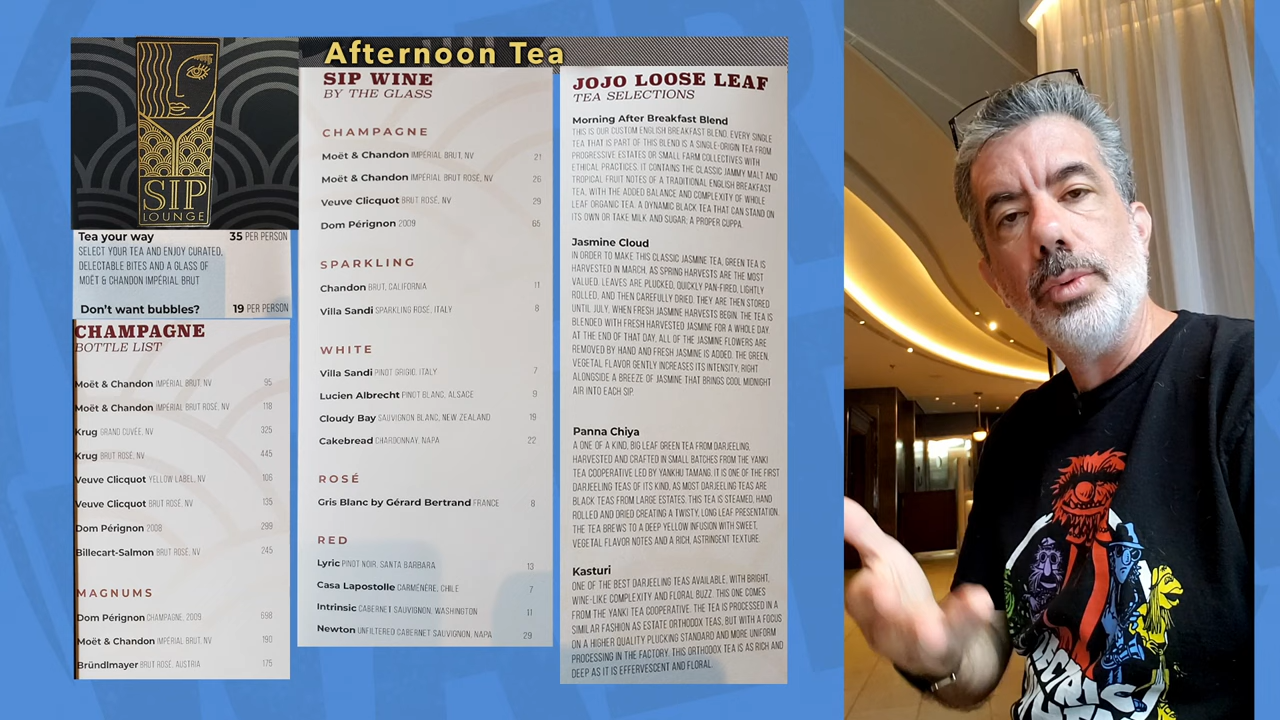 Afternoon Tea
SIP
LOUNGE
Tea your way 35 PER PERSON
SELECT YOUR TEA AND ENJOY CURATED,
DELECTABLE BITES AND A GLASS OF
MOËT & CHANDON IMPÉRIAL BRUT
Don't want bubbles? 19 PER PERSON
CHAMPAGNE
BOTTLE LIST
Moët & Chandon IMPÉRIAL BRUT, NV 95
Moët & Chandon IMPÉRIAL BRUT ROSÉ, NV 118
Krug GRAND CUVÉE, NV 325
Krug BRUT ROSÉ, NV 445
Veuve Clicquot YELLOW LABEL, NV 106
Veuve Clicquot BRUT ROSÉ, NV 135
Dom Pérignon 2008 299
Billecart-Salmon BRUT ROSÉ, NV 245
MAGNUMS
Dom Pérignon CHAMPAGNE, 2009 698
Moët & Chandon IMPÉRIAL BRUT, NV 190
Bründlmayer BRUT ROSÉ, AUSTRIA 175
SIP WINE
BY THE GLASS
CHAMPAGNE
Moët & Chandon IMPÉRIAL BRUT, NV 21
Moët & Chandon IMPÉRIAL BRUT ROSÉ, NV 26
Veuve Clicquot BRUT ROSÉ, NV 29
Dom Pérignon 2009 65
SPARKLING
Chandon BRUT, CALIFORNIA 11
Villa Sandi SPARKLING ROSÉ, ITALY 8
WHITE
Villa Sandi PINOT GRIGIO, ITALY 7
Lucien Albrecht PINOT BLANC, ALSACE 9
Cloudy Bay SAUVIGNON BLANC, NEW ZEALAND 19
Cakebread CHARDONNAY, NAPA 22
ROSÉ
Gris Blanc by Gérard Bertrand FRANCE 8
RED
Lyric PINOT NOIR, SANTA BARBARA 13
Casa Lapostolle CARMÉNÈRE, CHILE 7
Intrinsic CABERNET SAUVIGNON, WASHINGTON 11
Newton UNFILTERED CABERNET SAUVIGNON, NAPA 29
JOJO LOOSE LEAF
TEA SELECTIONS
Morning After Breakfast Blend
THIS IS OUR CUSTOM ENGLISH BREAKFAST BLEND. EVERY SINGLE
TEA THAT IS PART OF THIS BLEND IS A SINGLE-ORIGIN TEA FROM
PROGRESSIVE ESTATES OR SMALL FARM COLLECTIVES WITH
ETHICAL PRACTICES. IT CONTAINS THE CLASSIC JAMMY MALT AND
TROPICAL FRUIT NOTES OF A TRADITIONAL ENGLISH BREAKFAST
TEA, WITH THE ADDED BALANCE AND COMPLEXITY OF WHOLE
LEAF ORGANIC TEA. A DYNAMIC BLACK TEA THAT CAN STAND ON
ITS OWN OR TAKE MILK AND SUGAR; A PROPER CUPPA.
Jasmine Cloud
IN ORDER TO MAKE THIS CLASSIC JASMINE TEA, GREEN TEA IS
HARVESTED IN MARCH, AS SPRING HARVESTS ARE THE MOST
VALUED. LEAVES ARE PLUCKED, QUICKLY PAN-FIRED, LIGHTLY
ROLLED, AND THEN CAREFULLY DRIED. THEY ARE THEN STORED
UNTIL JULY, WHEN FRESH JASMINE HARVESTS BEGIN. THE TEA IS
BLENDED WITH FRESH HARVESTED JASMINE FOR A WHOLE DAY
AT THE END OF THAT DAY, ALL OF THE JASMINE FLOWERS ARE
REMOVED BY HAND AND FRESH JASMINE IS ADDED. THE GREEN,
VEGETAL FLAVOR GENTLY INCREASES ITS INTENSITY, RIGHT
ALONGSIDE A BREEZE OF JASMINE THAT BRINGS COOL MIDNIGHT
AIR INTO EACH SIP.
Panna Chiya
A ONE OF A KIND, BIG LEAF GREEN TEA FROM DARJEELING,
HARVESTED AND CRAFTED IN SMALL BATCHES FROM THE YANKI
TEA COOPERATIVE LED BY YANKHU TAMANG. IT IS ONE OF THE FIRST
DARJEELING TEAS OF ITS KIND, AS MOST DARJEELING TEAS ARE
BLACK TEAS FROM LARGE ESTATES. THIS TEA IS STEAMED, HAND
ROLLED AND DRIED CREATING A TWISTY, LONG LEAF PRESENTATION.
THE TEA BREWS TO A DEEP YELLOW INFUSION WITH SWEET,
VEGETAL FLAVOR NOTES AND A RICH, ASTRINGENT TEXTURE.
Kasturi
ONE OF THE BEST DARJEELING TEAS AVAILABLE, WITH BRIGHT,
WINE-LIKE COMPLEXITY AND FLORAL BUZZ. THIS ONE COMES
FROM THE YANKI TEA COOPERATIVE. THE TEA IS PROCESSED IN A
SIMILAR FASHION AS ESTATE ORTHODOX TEAS, BUT WITH A FOCUS
ON A HIGHER QUALITY PLUCKING STANDARD AND MORE UNIFORM
PROCESSING IN THE FACTORY. THIS ORTHODOX TEA IS AS RICH AND
DEEP AS IT IS EFFERVESCENT AND FLORAL.